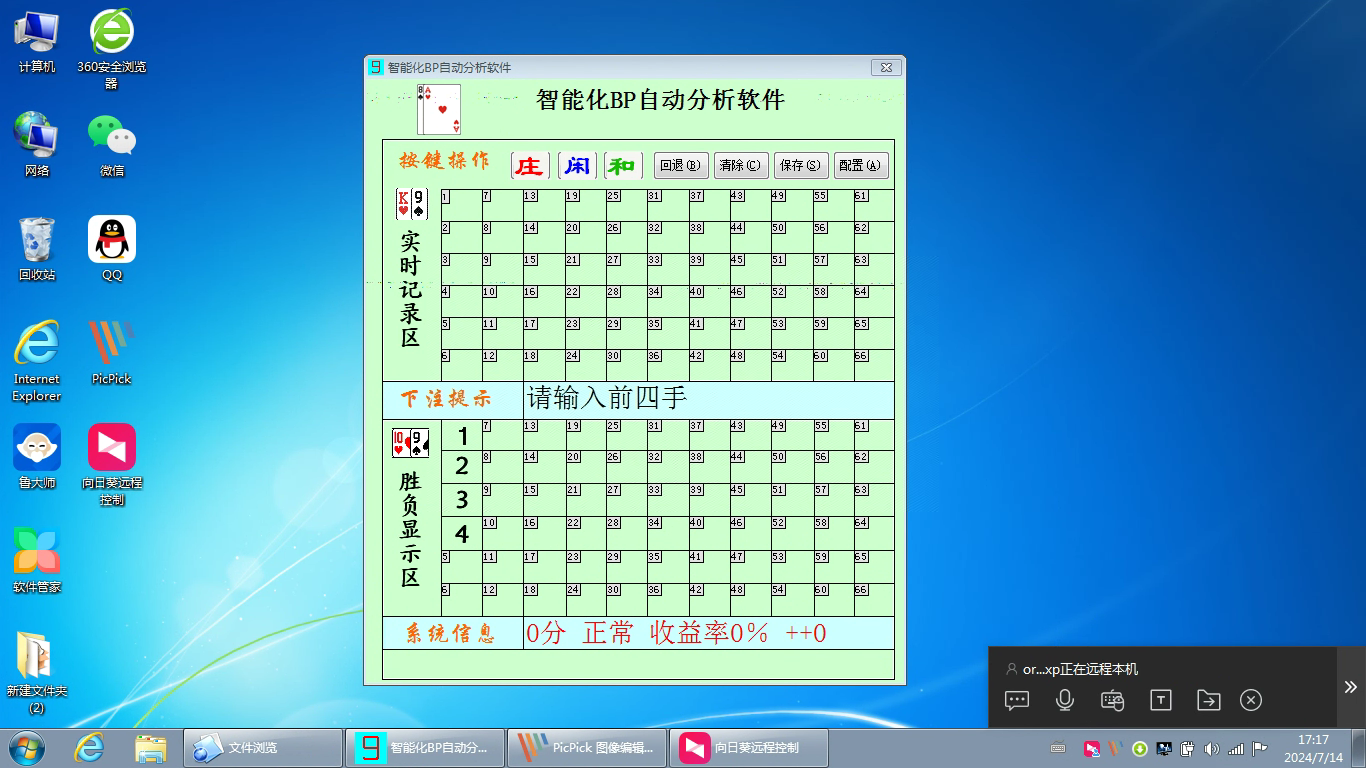 计算机
360安全浏览
器
网络
微信
回收站
QQ
Internet
Explorer
PicPick
鲁大师
向日葵远程
控制
软件管家
新建文件夹
(2)
9 智能化BP自动分析软件
8 A
A
智能化BP自动分析软件
按键操作 庄 闲 和 回退(B) 清除(C) 保存(S) 配置(A)
K 9
实时记录区
1 7 13 19 25 31 37 43 49 55 61
2 8 14 20 26 32 38 44 50 56 62
3 9 15 21 27 33 39 45 51 57 63
4 10 16 22 28 34 40 46 52 58 64
5 11 17 23 29 35 41 47 53 59 65
6 12 18 24 30 36 42 48 54 60 66
下注提示 请输入前四手
10 9
胜负显示区
1 7 13 19 25 31 37 43 49 55 61
2 8 14 20 26 32 38 44 50 56 62
3 9 15 21 27 33 39 45 51 57 63
4 10 16 22 28 34 40 46 52 58 64
5 11 17 23 29 35 41 47 53 59 65
6 12 18 24 30 36 42 48 54 60 66
系统信息 0分 正常 收益率0% ++0
or...xp正在远程本机
T
文件浏览
9 智能化BP自动分...
PicPick 图像编辑...
向日葵远程控制
17:17
2024/7/14